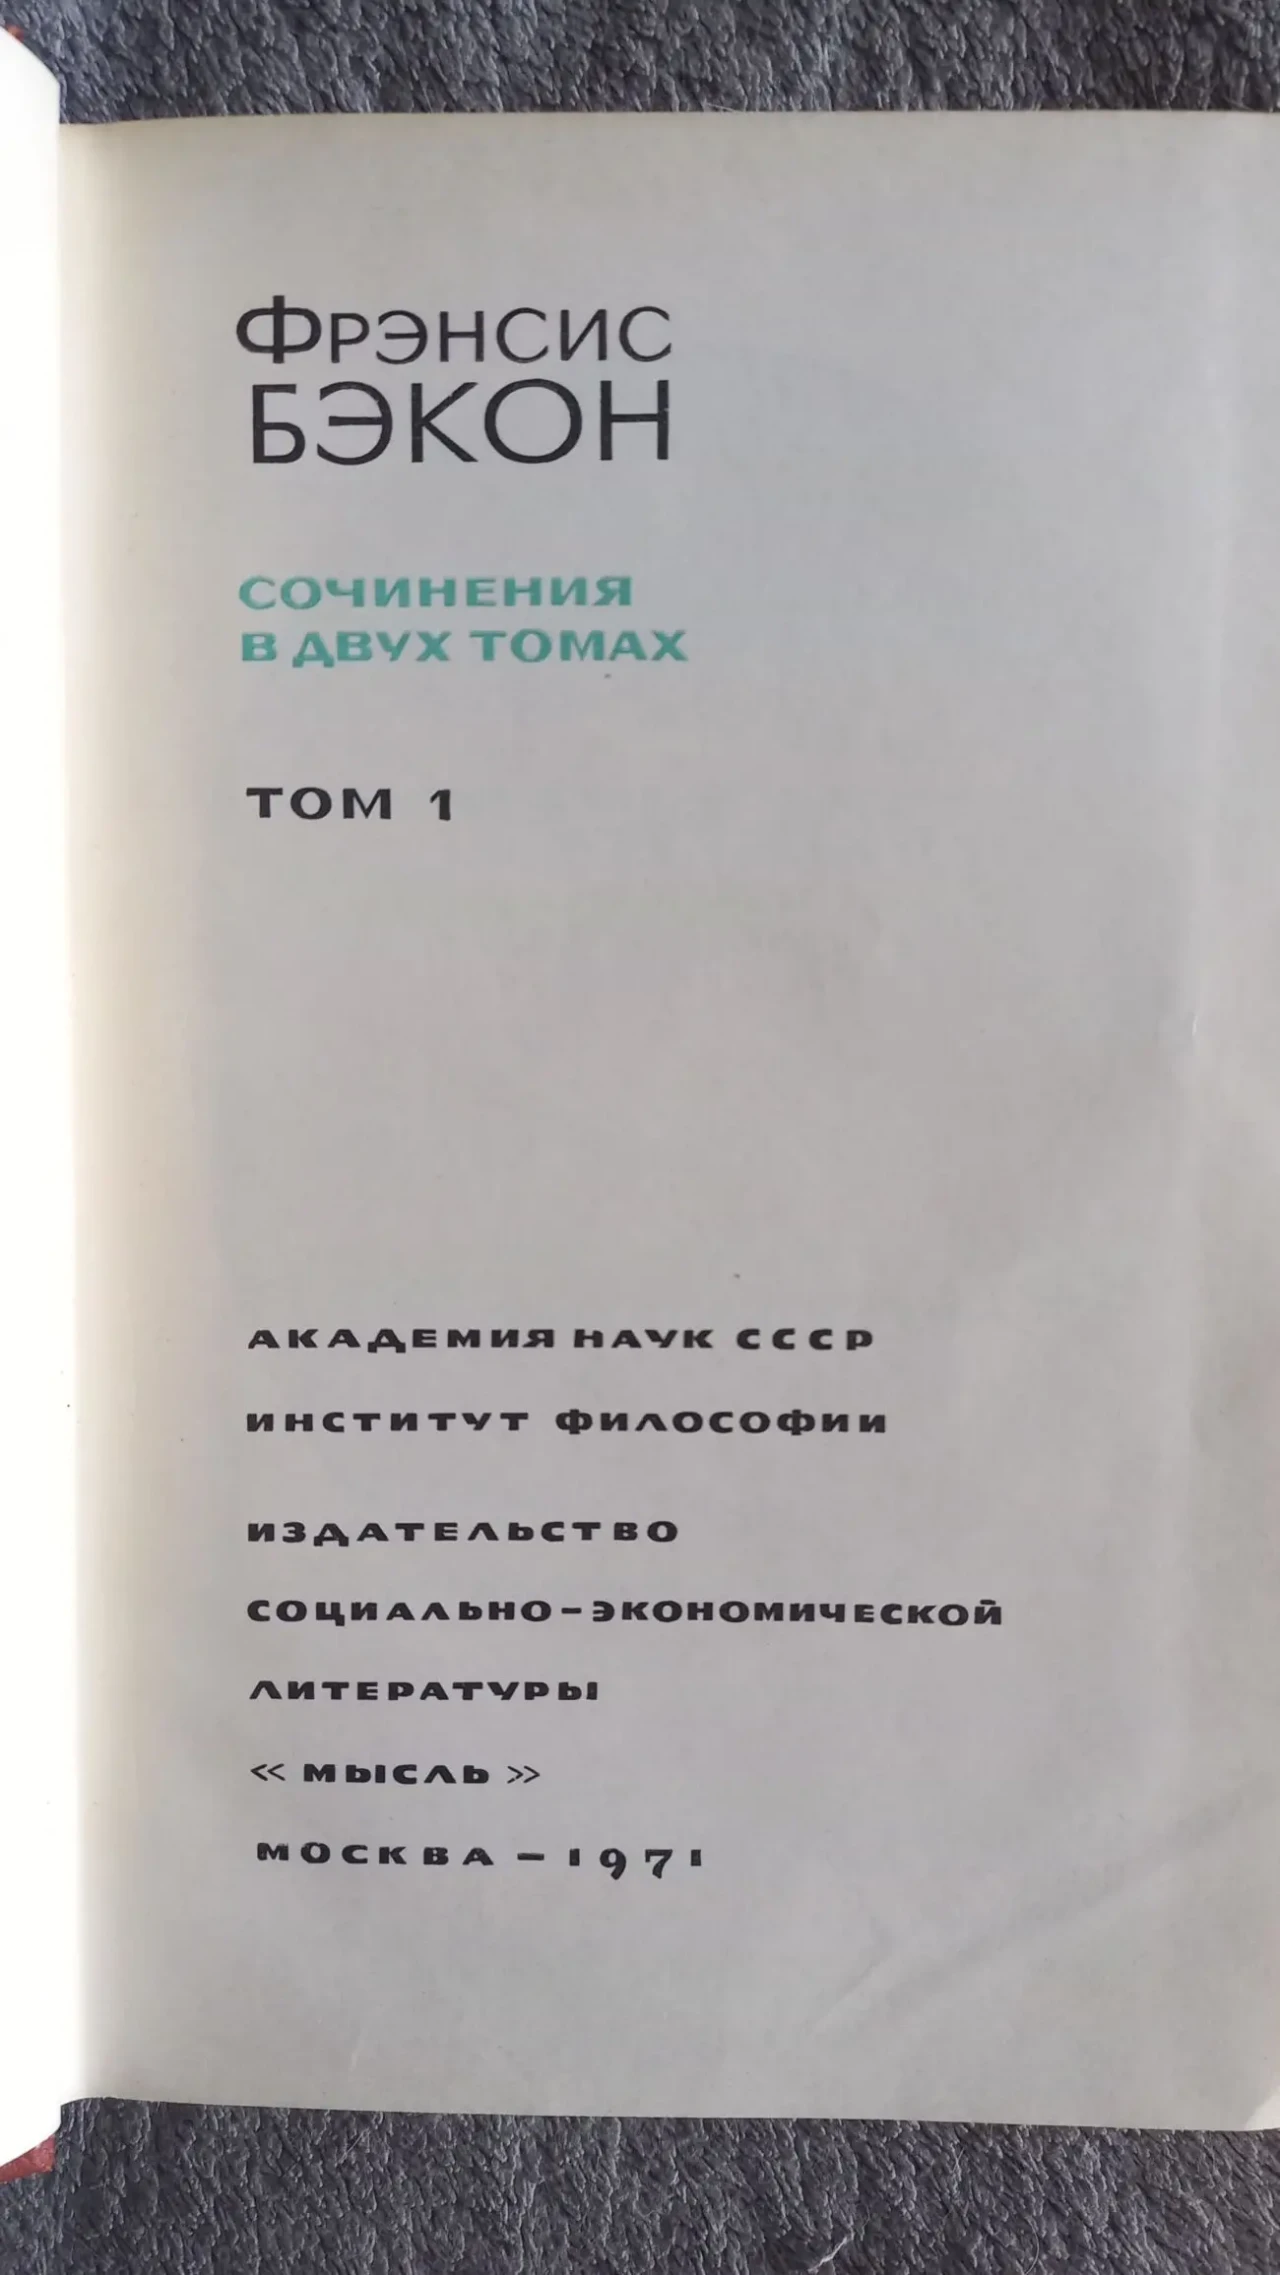 ФРЭНСИС
БЭКОН
СОЧИНЕНИЯ
В ДВУХ ТОМАХ
ТОМ 1
АКАДЕМИЯ НАУК СССР
ИНСТИТУТ ФИЛОСОФИИ
ИЗДАТЕЛЬСТВО
СОЦИАЛЬНО-ЭКОНОМИЧЕСКОЙ
ЛИТЕРАТУРЫ
«МЫСЛЬ»
МОСКВА – 1971